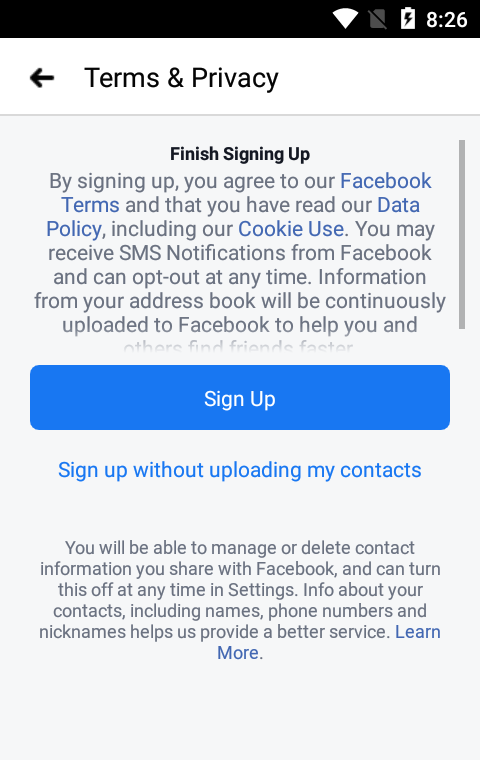 8:26
Terms & Privacy
Finish Signing Up
By signing up, you agree to our Facebook
Terms and that you have read our Data
Policy, including our Cookie Use. You may
receive SMS Notifications from Facebook
and can opt-out at any time. Information
from your address book will be continuously
uploaded to Facebook to help you and
others find friends faster.
Sign Up
Sign up without uploading my contacts
You will be able to manage or delete contact
information you share with Facebook, and can turn
this off at any time in Settings. Info about your
contacts, including names, phone numbers and
nicknames helps us provide a better service. Learn
More.